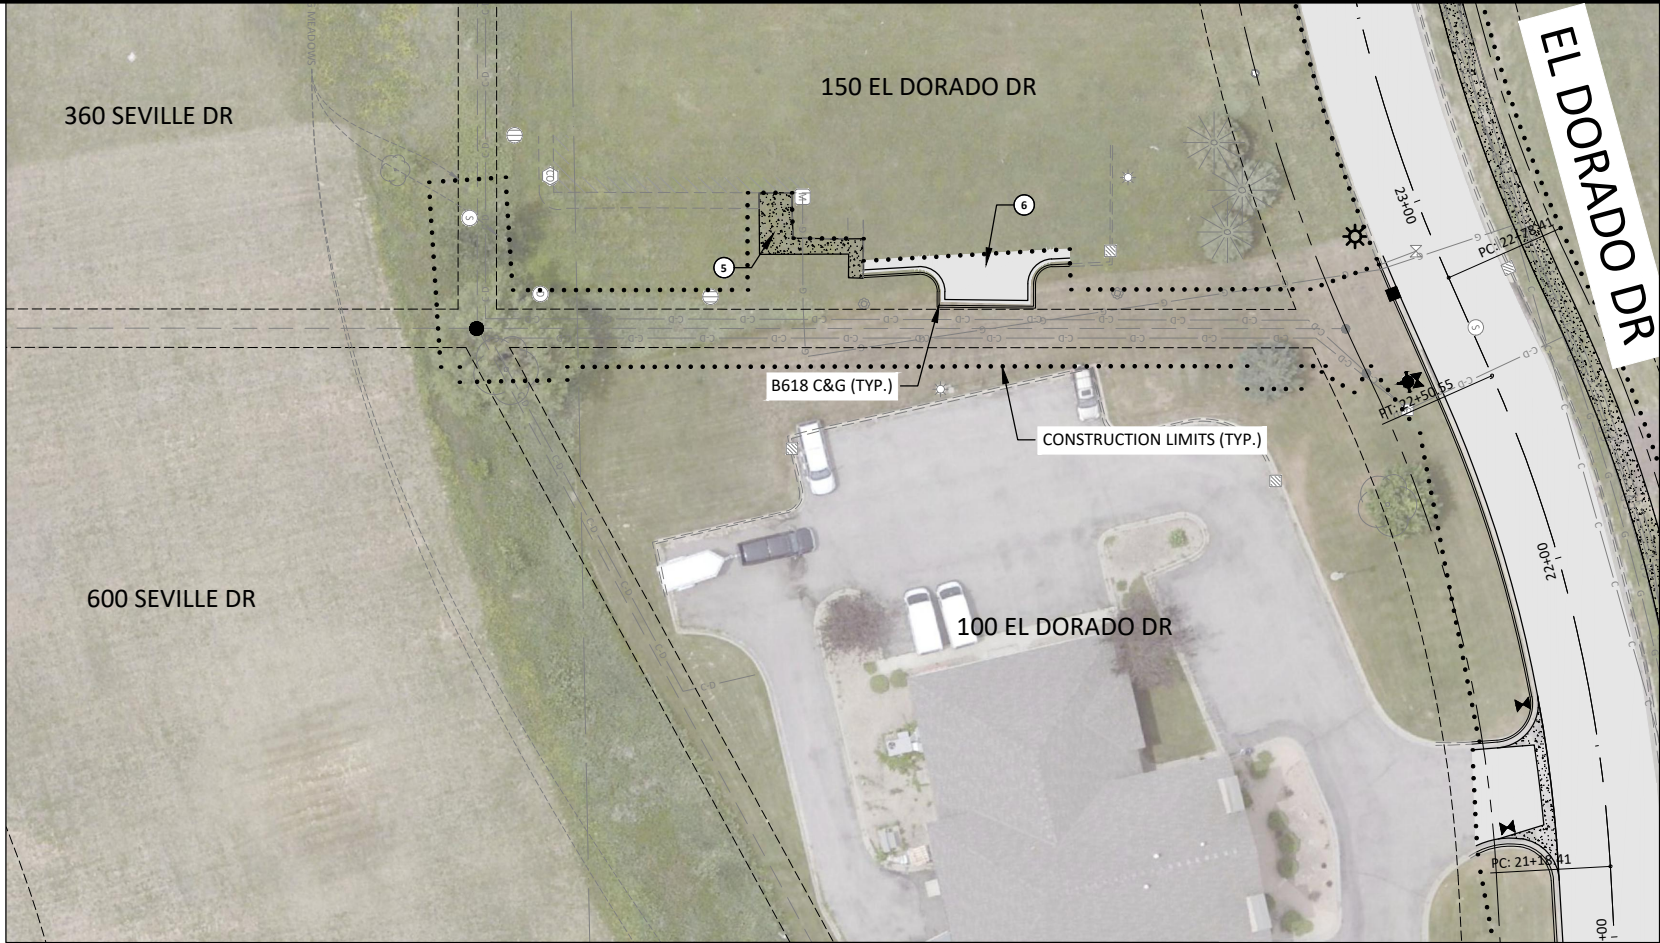 360 SEVILLE DR
150 EL DORADO DR
EL DORADO DR
MEADOWS
23+00
PC: 22+78.41
6
5
M
S
S
B618 C&G (TYP.)
PT: 22+50.55
CONSTRUCTION LIMITS (TYP.)
22+00
600 SEVILLE DR
100 EL DORADO DR
PC: 21+18.41